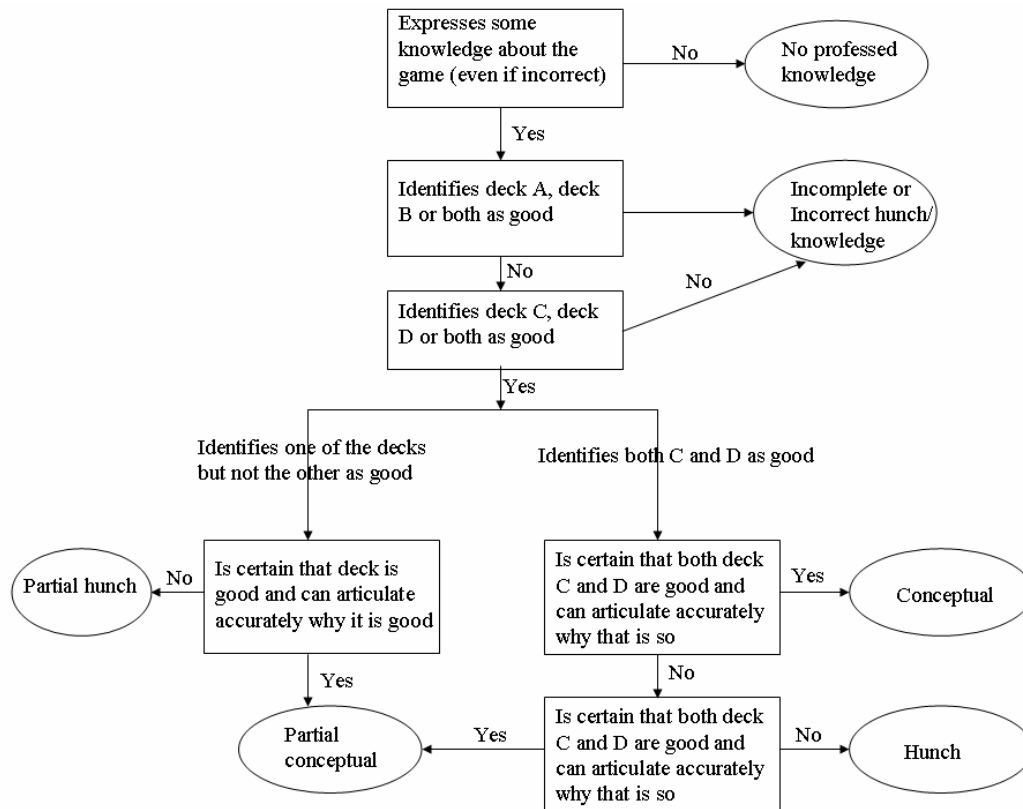 Expresses some
knowledge about the
game (even if incorrect)
No
No professed
knowledge
Yes
Identifies deck A, deck
B or both as good
Incomplete or
Incorrect hunch/
knowledge
No
No
Identifies deck C, deck
D or both as good
Yes
Identifies one of the decks
but not the other as good
Identifies both C and D as good
Partial hunch
No
Is certain that deck is
good and can articulate
accurately why it is good
Is certain that both deck
C and D are good and
can articulate accurately
why that is so
Yes
Conceptual
Yes
No
Partial
conceptual
Yes
Is certain that both deck
C and D are good and
can articulate accurately
why that is so
No
Hunch